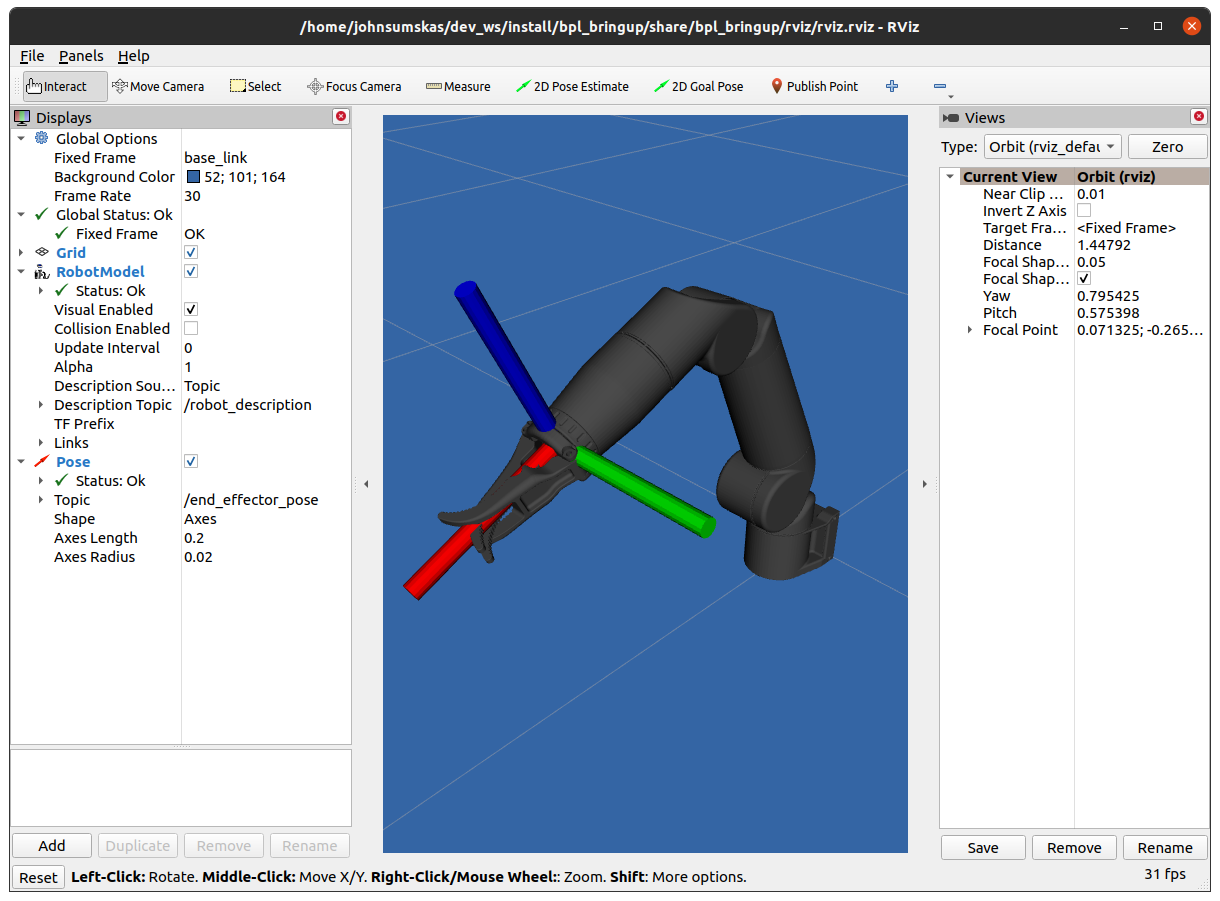 /home/johnsumskas/dev_ws/install/bpl_bringup/share/bpl_bringup/rviz/rviz.rviz - RViz
File Panels Help
Interact Move Camera Select Focus Camera Measure 2D Pose Estimate 2D Goal Pose Publish Point
Displays
Global Options
Fixed Frame base_link
Background Color 52; 101; 164
Frame Rate 30
Global Status: Ok
Fixed Frame OK
Grid
RobotModel
Status: Ok
Visual Enabled
Collision Enabled
Update Interval 0
Alpha 1
Description Sou... Topic
Description Topic /robot_description
TF Prefix
Links
Pose
Status: Ok
Topic /end_effector_pose
Shape Axes
Axes Length 0.2
Axes Radius 0.02
Add Duplicate Remove Rename
Views
Type: Orbit (rviz_defau Zero
Current View Orbit (rviz)
Near Clip ... 0.01
Invert Z Axis
Target Fra... <Fixed Frame>
Distance 1.44792
Focal Shap... 0.05
Focal Shap...
Yaw 0.795425
Pitch 0.575398
Focal Point 0.071325; -0.265...
Save Remove Rename
Reset Left-Click: Rotate. Middle-Click: Move X/Y. Right-Click/Mouse Wheel:: Zoom. Shift: More options. 31 fps